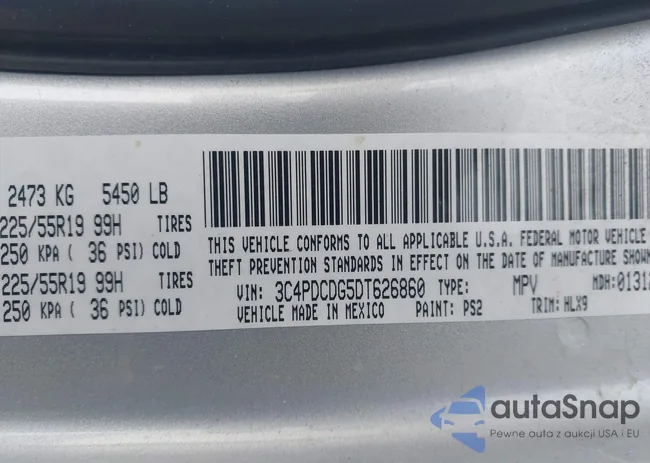 2473 KG 5450 LB
225/55R19 99H TIRES
250 KPA ( 36 PSI) COLD
225/55R19 99H TIRES
250 KPA ( 36 PSI) COLD
THIS VEHICLE CONFORMS TO ALL APPLICABLE U.S.A. FEDERAL MOTOR VEHICLE
THEFT PREVENTION STANDARDS IN EFFECT ON THE DATE OF MANUFACTURE SHOWN
VIN: 3C4PDCDG5DT626860 TYPE: MPV MDH: 01312
VEHICLE MADE IN MEXICO PAINT: PS2 TRIM: HLX9
autoSnap
Pewne auta z aukcji USA i EU